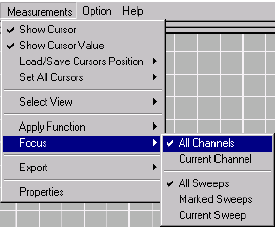 Measurements Option Help
Show Cursor
Show Cursor Value
Load/Save Cursors Position
Set All Cursors
Select View
Apply Function
Focus
All Channels
Current Channel
Export
All Sweeps
Properties
Marked Sweeps
Current Sweep